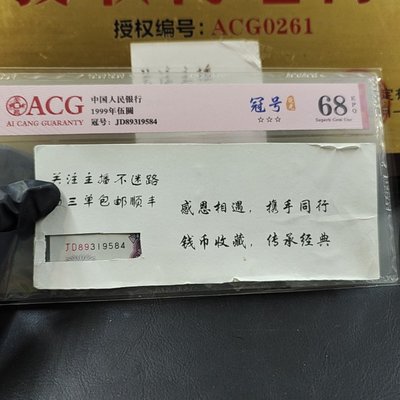 授权编号：ACG0261
ACG
AI CANG GUARANTY
中国人民银行
1999年伍圆
冠号：JD89319584
冠号
☆☆☆
68
EPQ
Superb Gem Unc
关注主播不迷路
三单包邮顺丰
感恩相遇，携手同行
钱币收藏，传承经典
JD89319584